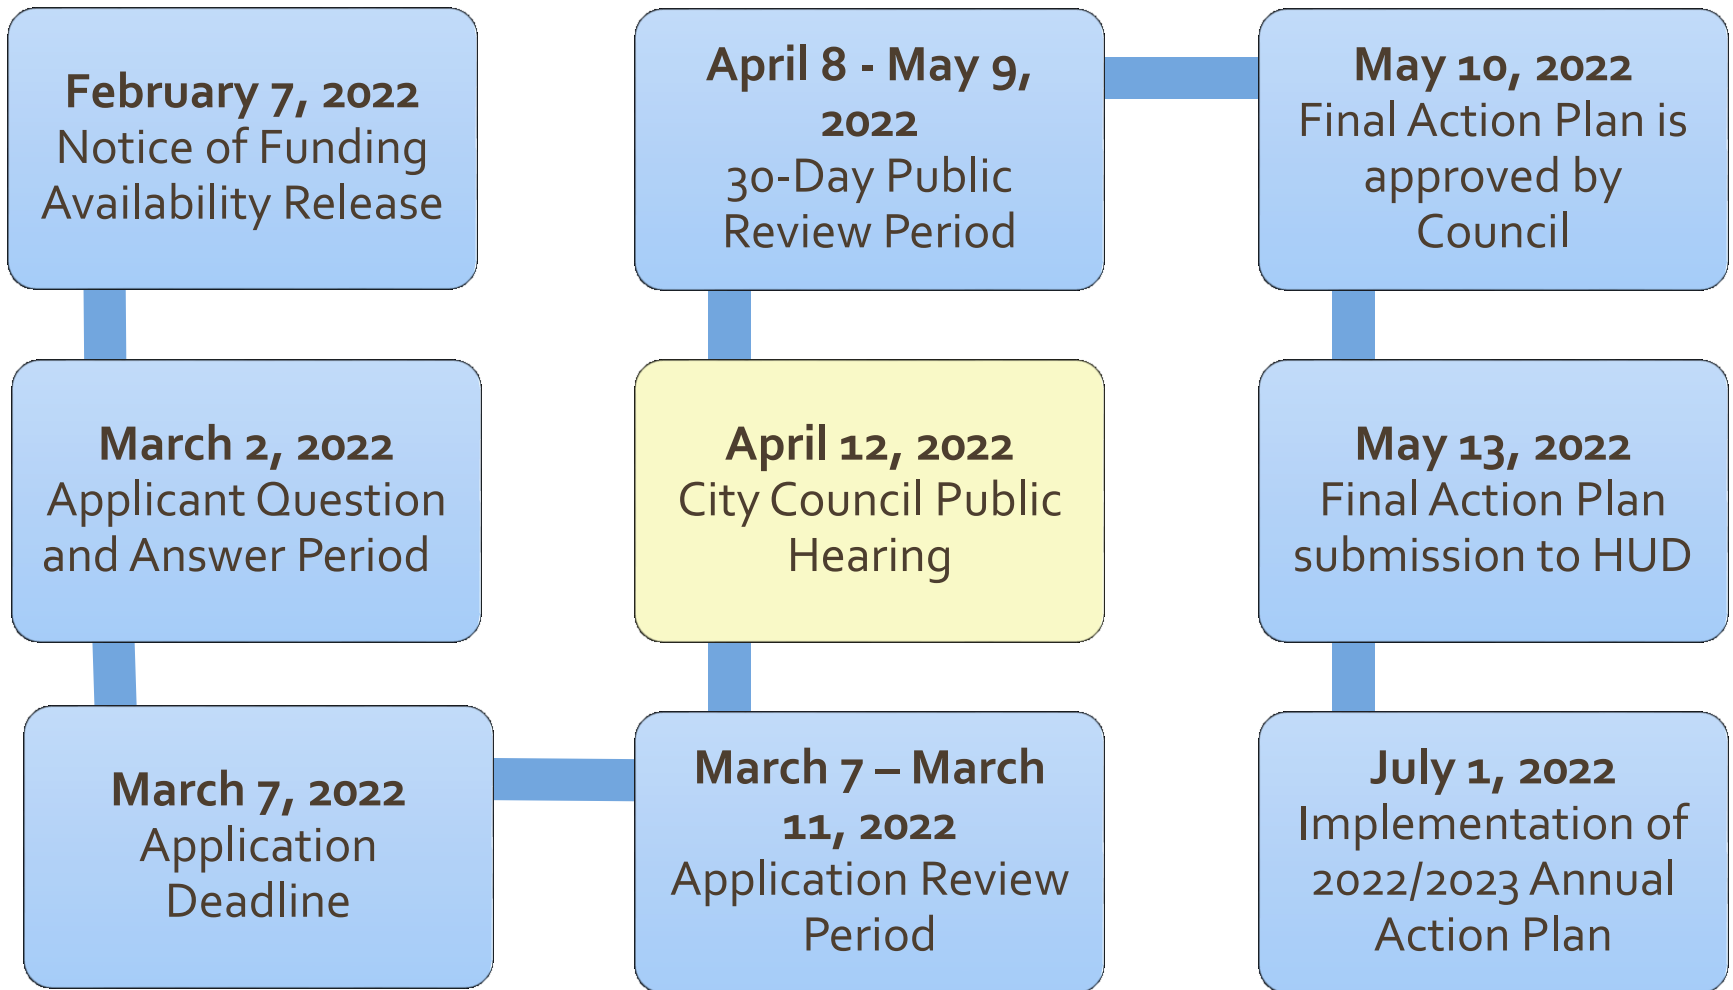 February 7, 2022
Notice of Funding
Availability Release
March 2, 2022
Applicant Question
and Answer Period
March 7, 2022
Application
Deadline
March 7 – March
11, 2022
Application Review
Period
April 12, 2022
City Council Public
Hearing
April 8 - May 9,
2022
30-Day Public
Review Period
May 10, 2022
Final Action Plan is
approved by
Council
May 13, 2022
Final Action Plan
submission to HUD
July 1, 2022
Implementation of
2022/2023 Annual
Action Plan